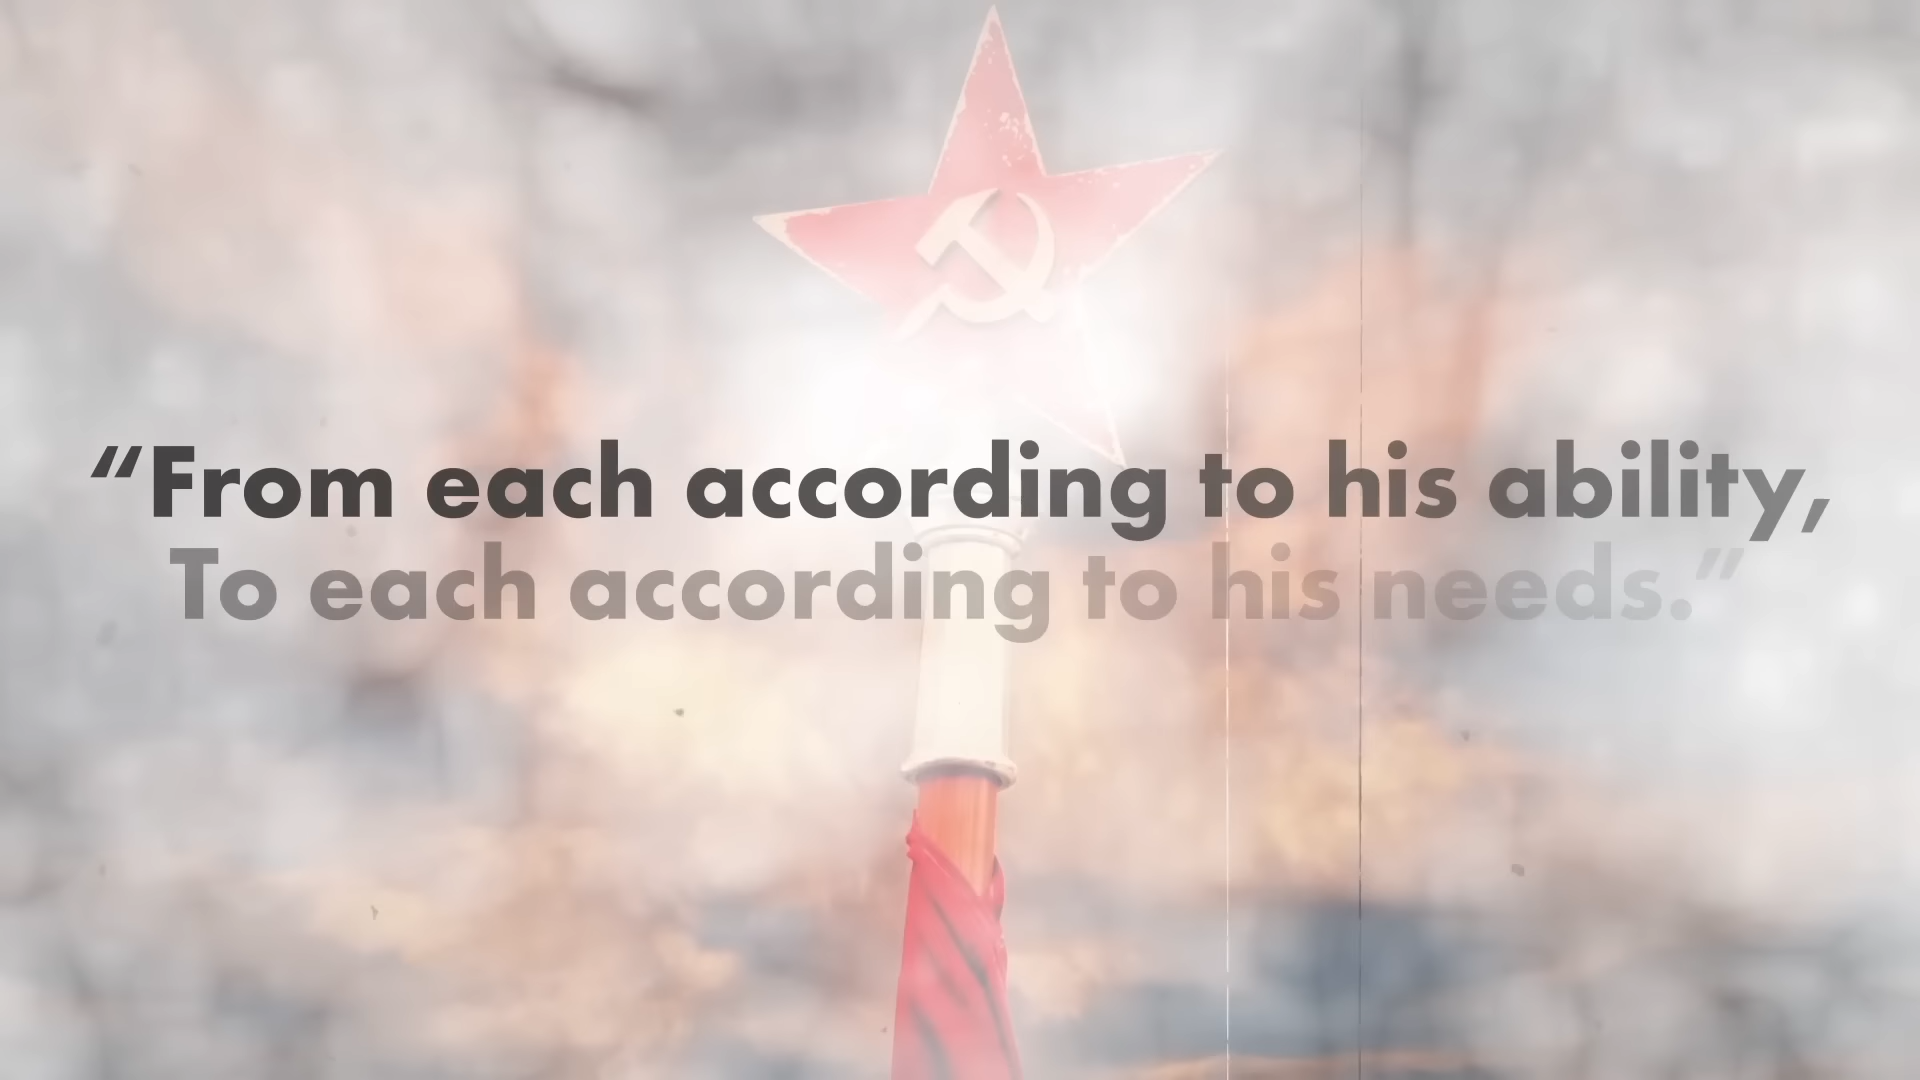 “From each according to his ability,
To each according to his needs.”